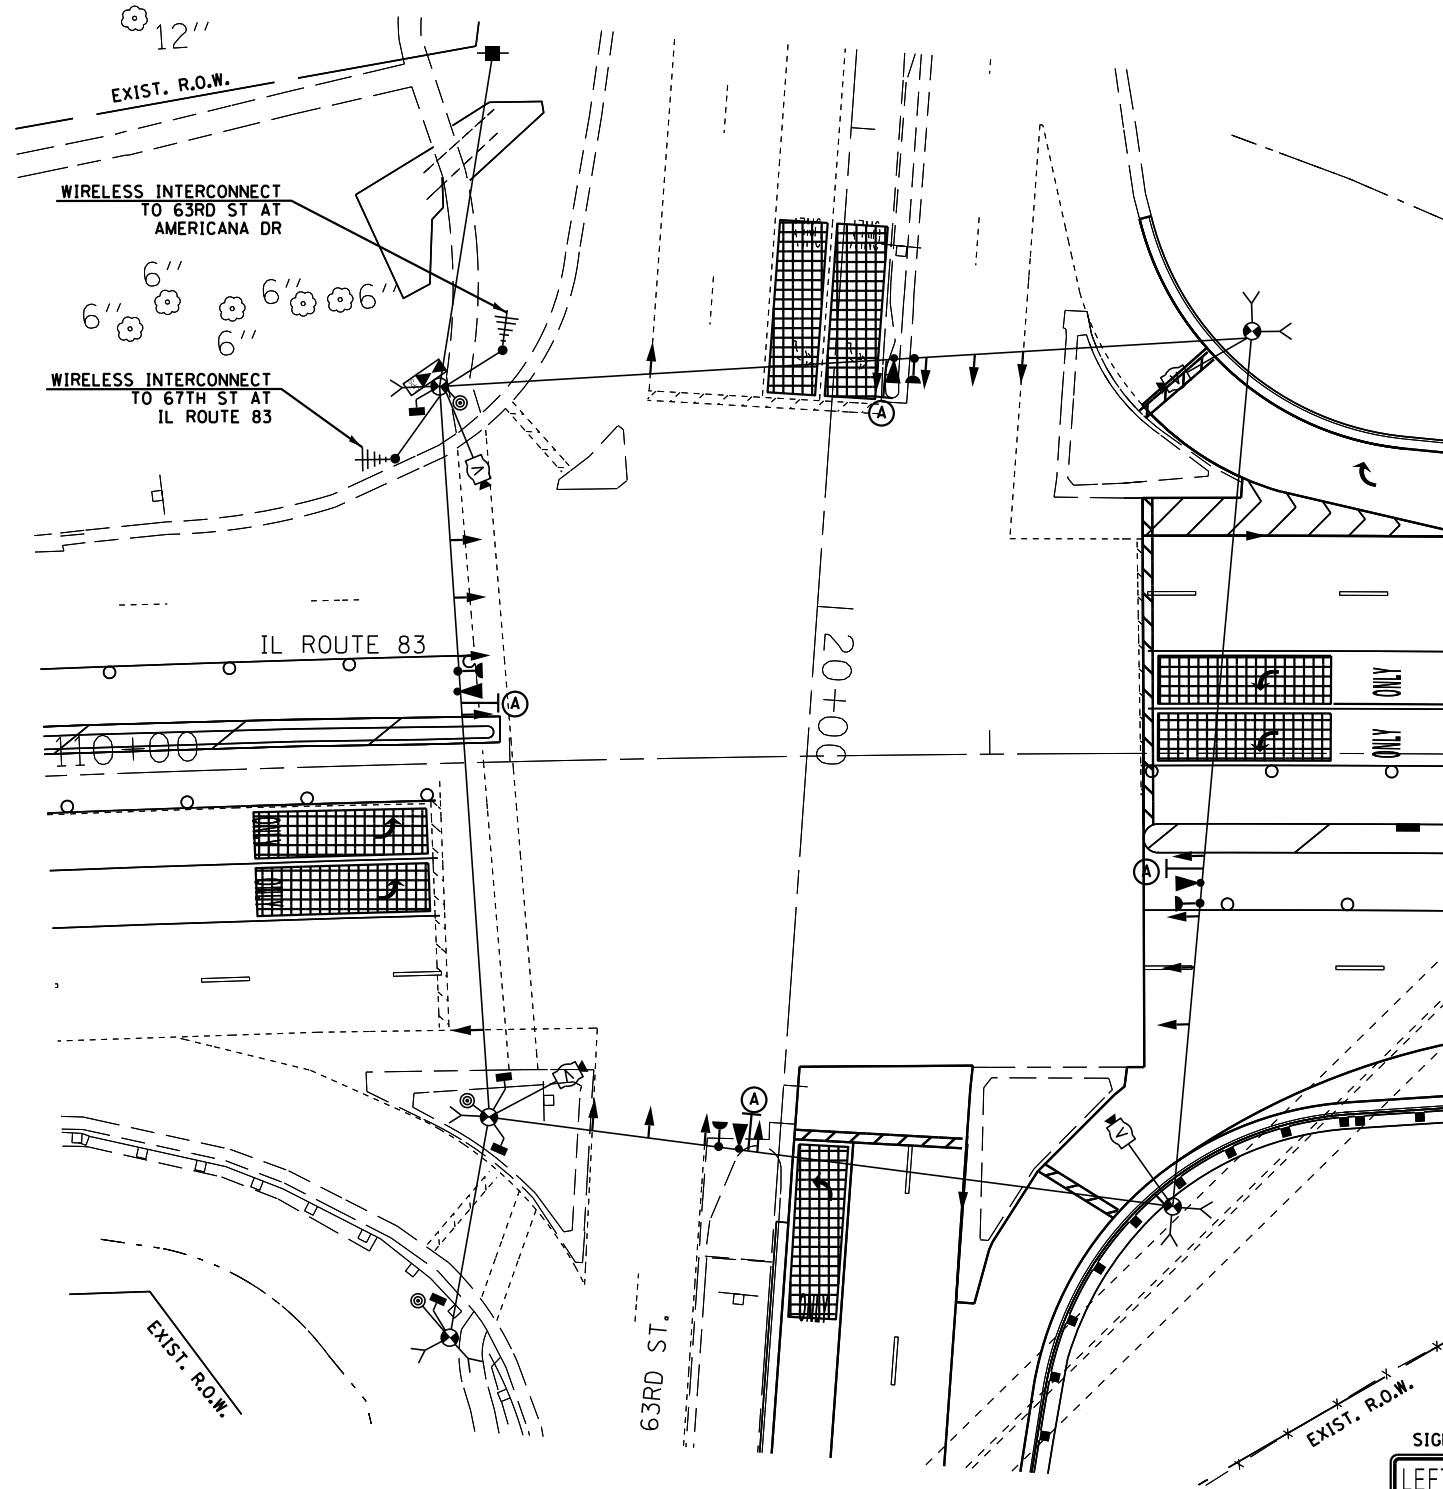 12''
EXIST. R.O.W.
WIRELESS INTERCONNECT
TO 63RD ST AT
AMERICANA DR
6''
6''
6''
6''
6''
WIRELESS INTERCONNECT
TO 67TH ST AT
IL ROUTE 83
A
V
V
IL ROUTE 83
20+00
ONLY
A
110+00
ONLY
A
A
V
V
ONLY
63RD ST.
EXIST. R.O.W.
EXIST. R.O.W.